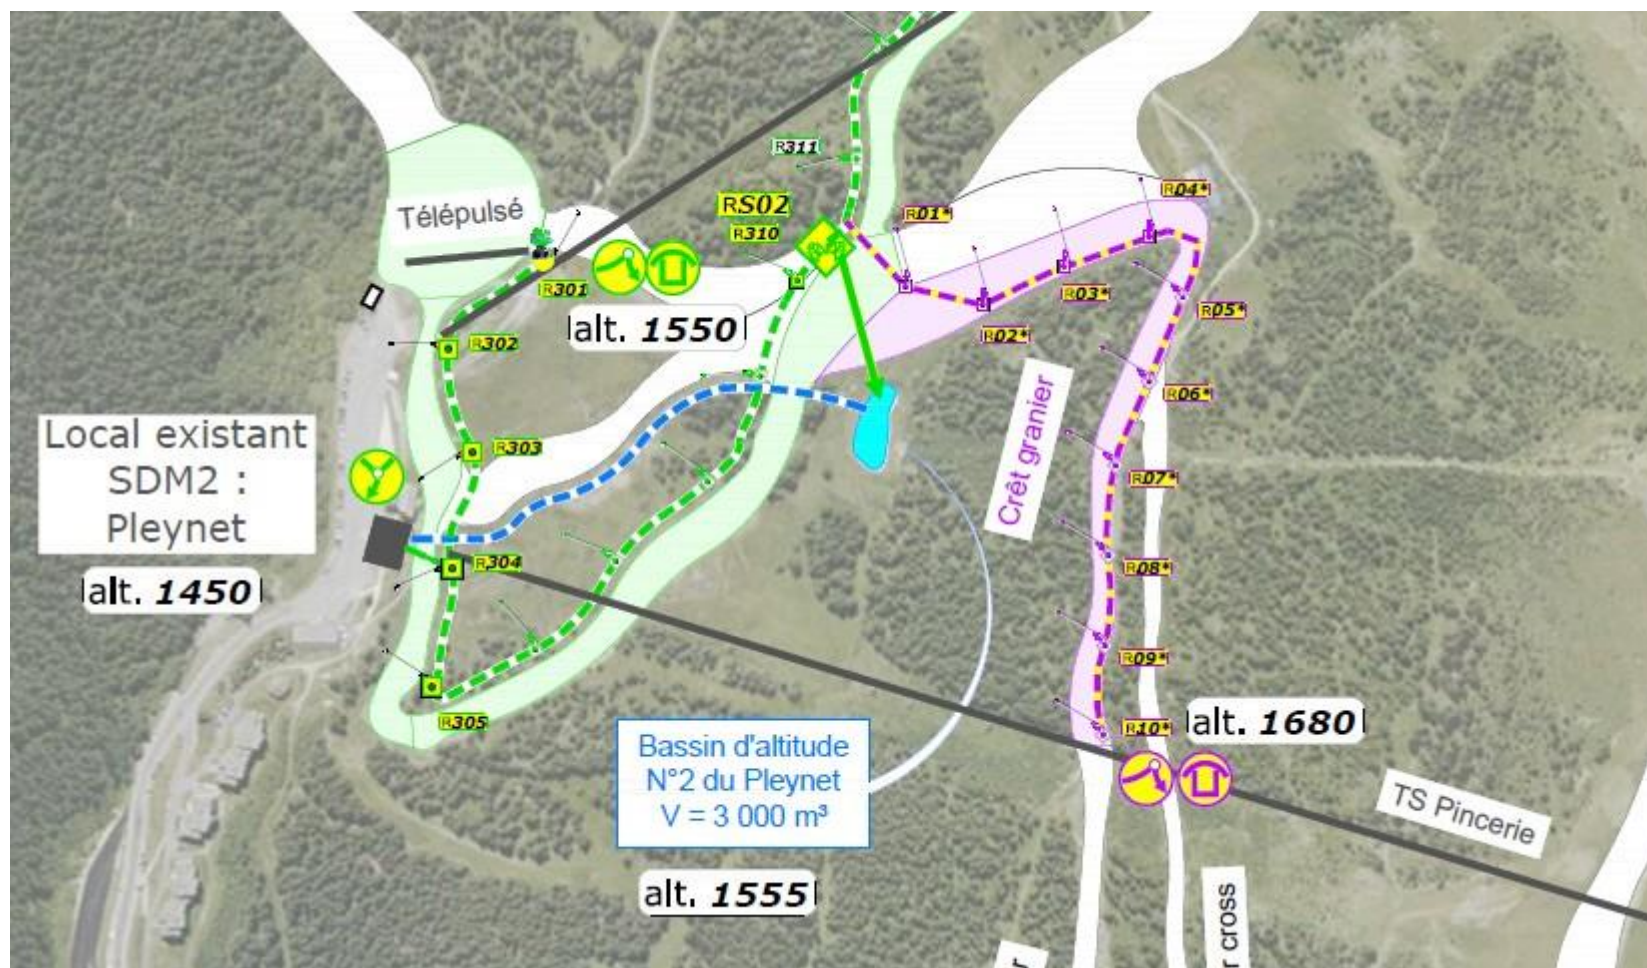 R311
R04*
Télépulsé
RS02
R01*
R310
R301
R03*
R05*
alt. 1550
R02*
R302
R06*
Crêt granier
Local existant
SDM2 :
Pleynet
R303
R07*
alt. 1450
R304
R08*
R09*
R305
R10*
alt. 1680
Bassin d'altitude
N°2 du Pleynet
V = 3 000 m³
TS Pincerie
alt. 1555
r cross
r